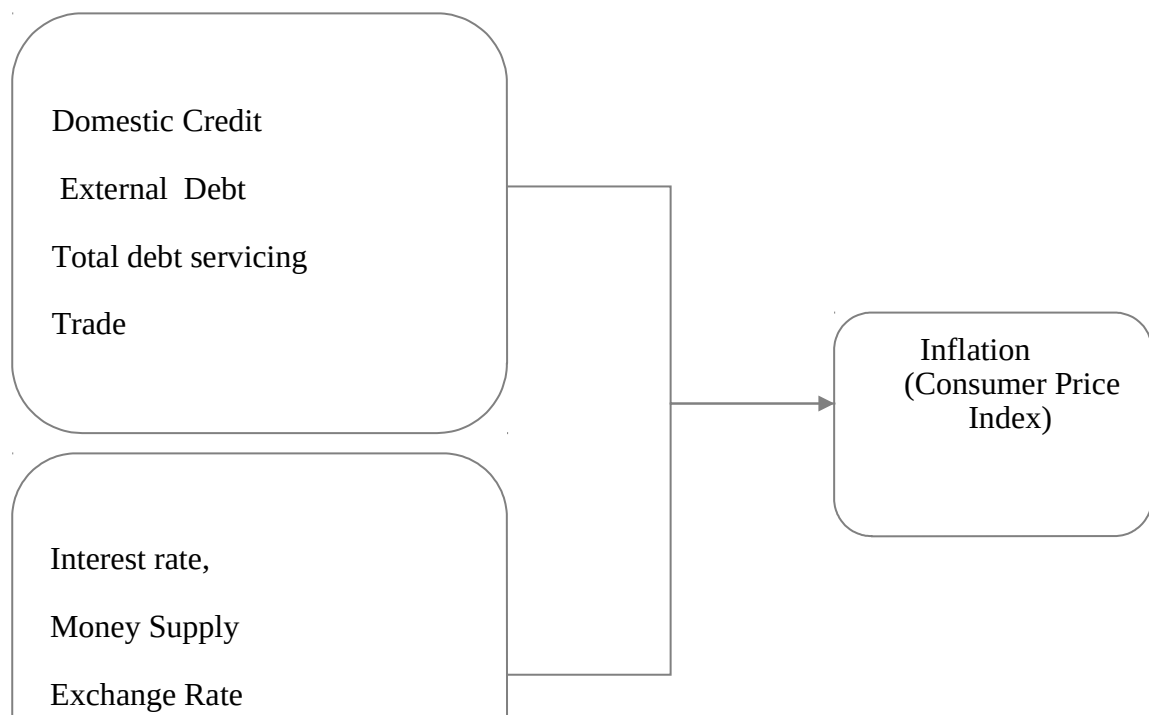 Domestic Credit
External Debt
Total debt servicing
Trade
Inflation
(Consumer Price
Index)
Interest rate,
Money Supply
Exchange Rate